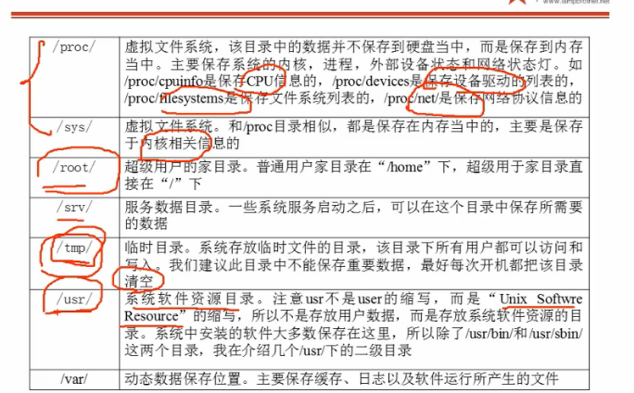 www.lampbrother.net
/proc/
虚拟文件系统，该目录中的数据并不保存到硬盘当中，而是保存到内存
当中。主要保存系统的内核，进程，外部设备状态和网络状态灯。如
/proc/cpuinfo是保存CPU信息的，/proc/devices是保存设备驱动的列表的，
/proc/filesystems是保存文件系统列表的，/proc/net/是保存网络协议信息的
/sys/
虚拟文件系统。和/proc目录相似，都是保存在内存当中的，主要是保存
于内核相关信息的
/root/
超级用户的家目录。普通用户家目录在“/home”下，超级用于家目录直
接在“/”下
/srv/
服务数据目录。一些系统服务启动之后，可以在这个目录中保存所需要
的数据
/tmp/
临时目录。系统存放临时文件的目录，该目录下所有用户都可以访问和
写入。我们建议此目录中不能保存重要数据，最好每次开机都把该目录
清空
/usr/
系统软件资源目录。注意usr不是user的缩写，而是“Unix Softwre
Resource”的缩写，所以不是存放用户数据，而是存放系统软件资源的目
录。系统中安装的软件大多数保存在这里，所以除了/usr/bin/和/usr/sbin/
这两个目录，我在介绍几个/usr/下的二级目录
/var/
动态数据保存位置。主要保存缓存、日志以及软件运行所产生的文件